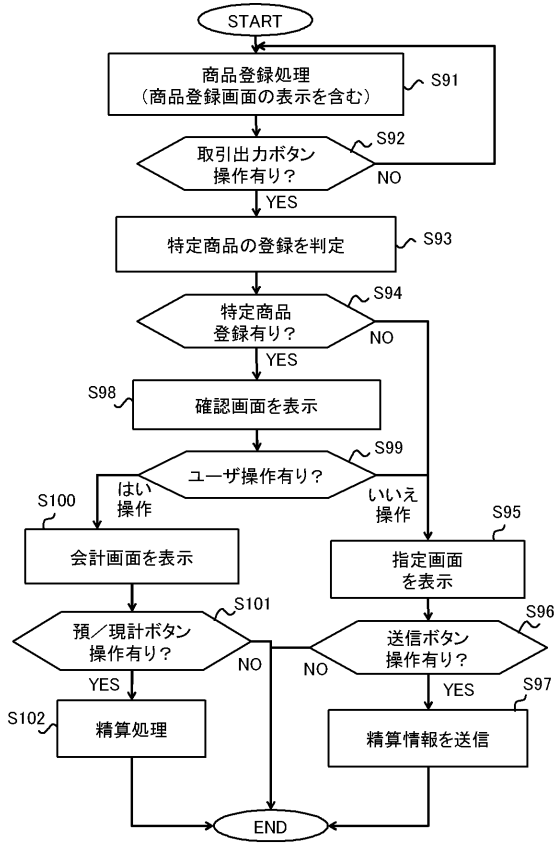 START
商品登録処理
（商品登録画面の表示を含む）
S91
取引出力ボタン
操作有り？
S92
NO
YES
特定商品の登録を判定
S93
特定商品
登録有り？
S94
NO
YES
S98
確認画面を表示
ユーザ操作有り？
S99
はい
操作
いいえ
操作
S100
会計画面を表示
S95
指定画面
を表示
預／現計ボタン
操作有り？
S101
NO
YES
送信ボタン
操作有り？
S96
NO
YES
S102
精算処理
S97
精算情報を送信
END